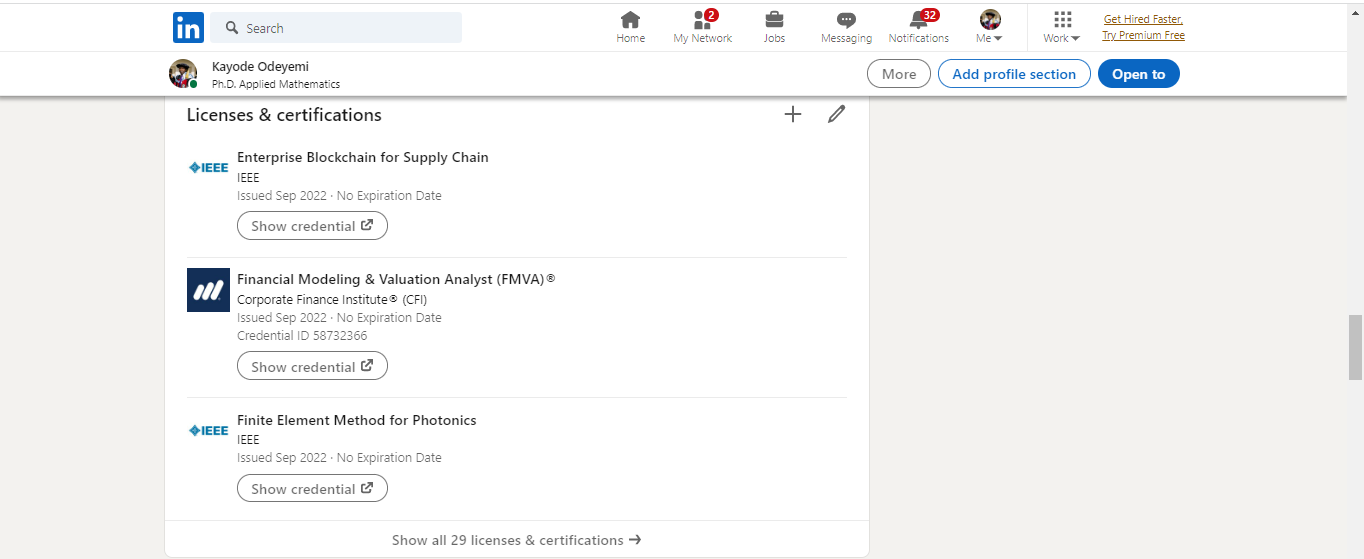 in
Search
2
32
Home
My Network
Jobs
Messaging
Notifications
Me
Work
Get Hired Faster,
Try Premium Free
Kayode Odeyemi
Ph.D. Applied Mathematics
More
Add profile section
Open to
Licenses & certifications
IEEE
Enterprise Blockchain for Supply Chain
IEEE
Issued Sep 2022 · No Expiration Date
Show credential
Financial Modeling & Valuation Analyst (FMVA)®
Corporate Finance Institute® (CFI)
Issued Sep 2022 · No Expiration Date
Credential ID 58732366
Show credential
IEEE
Finite Element Method for Photonics
IEEE
Issued Sep 2022 · No Expiration Date
Show credential
Show all 29 licenses & certifications →